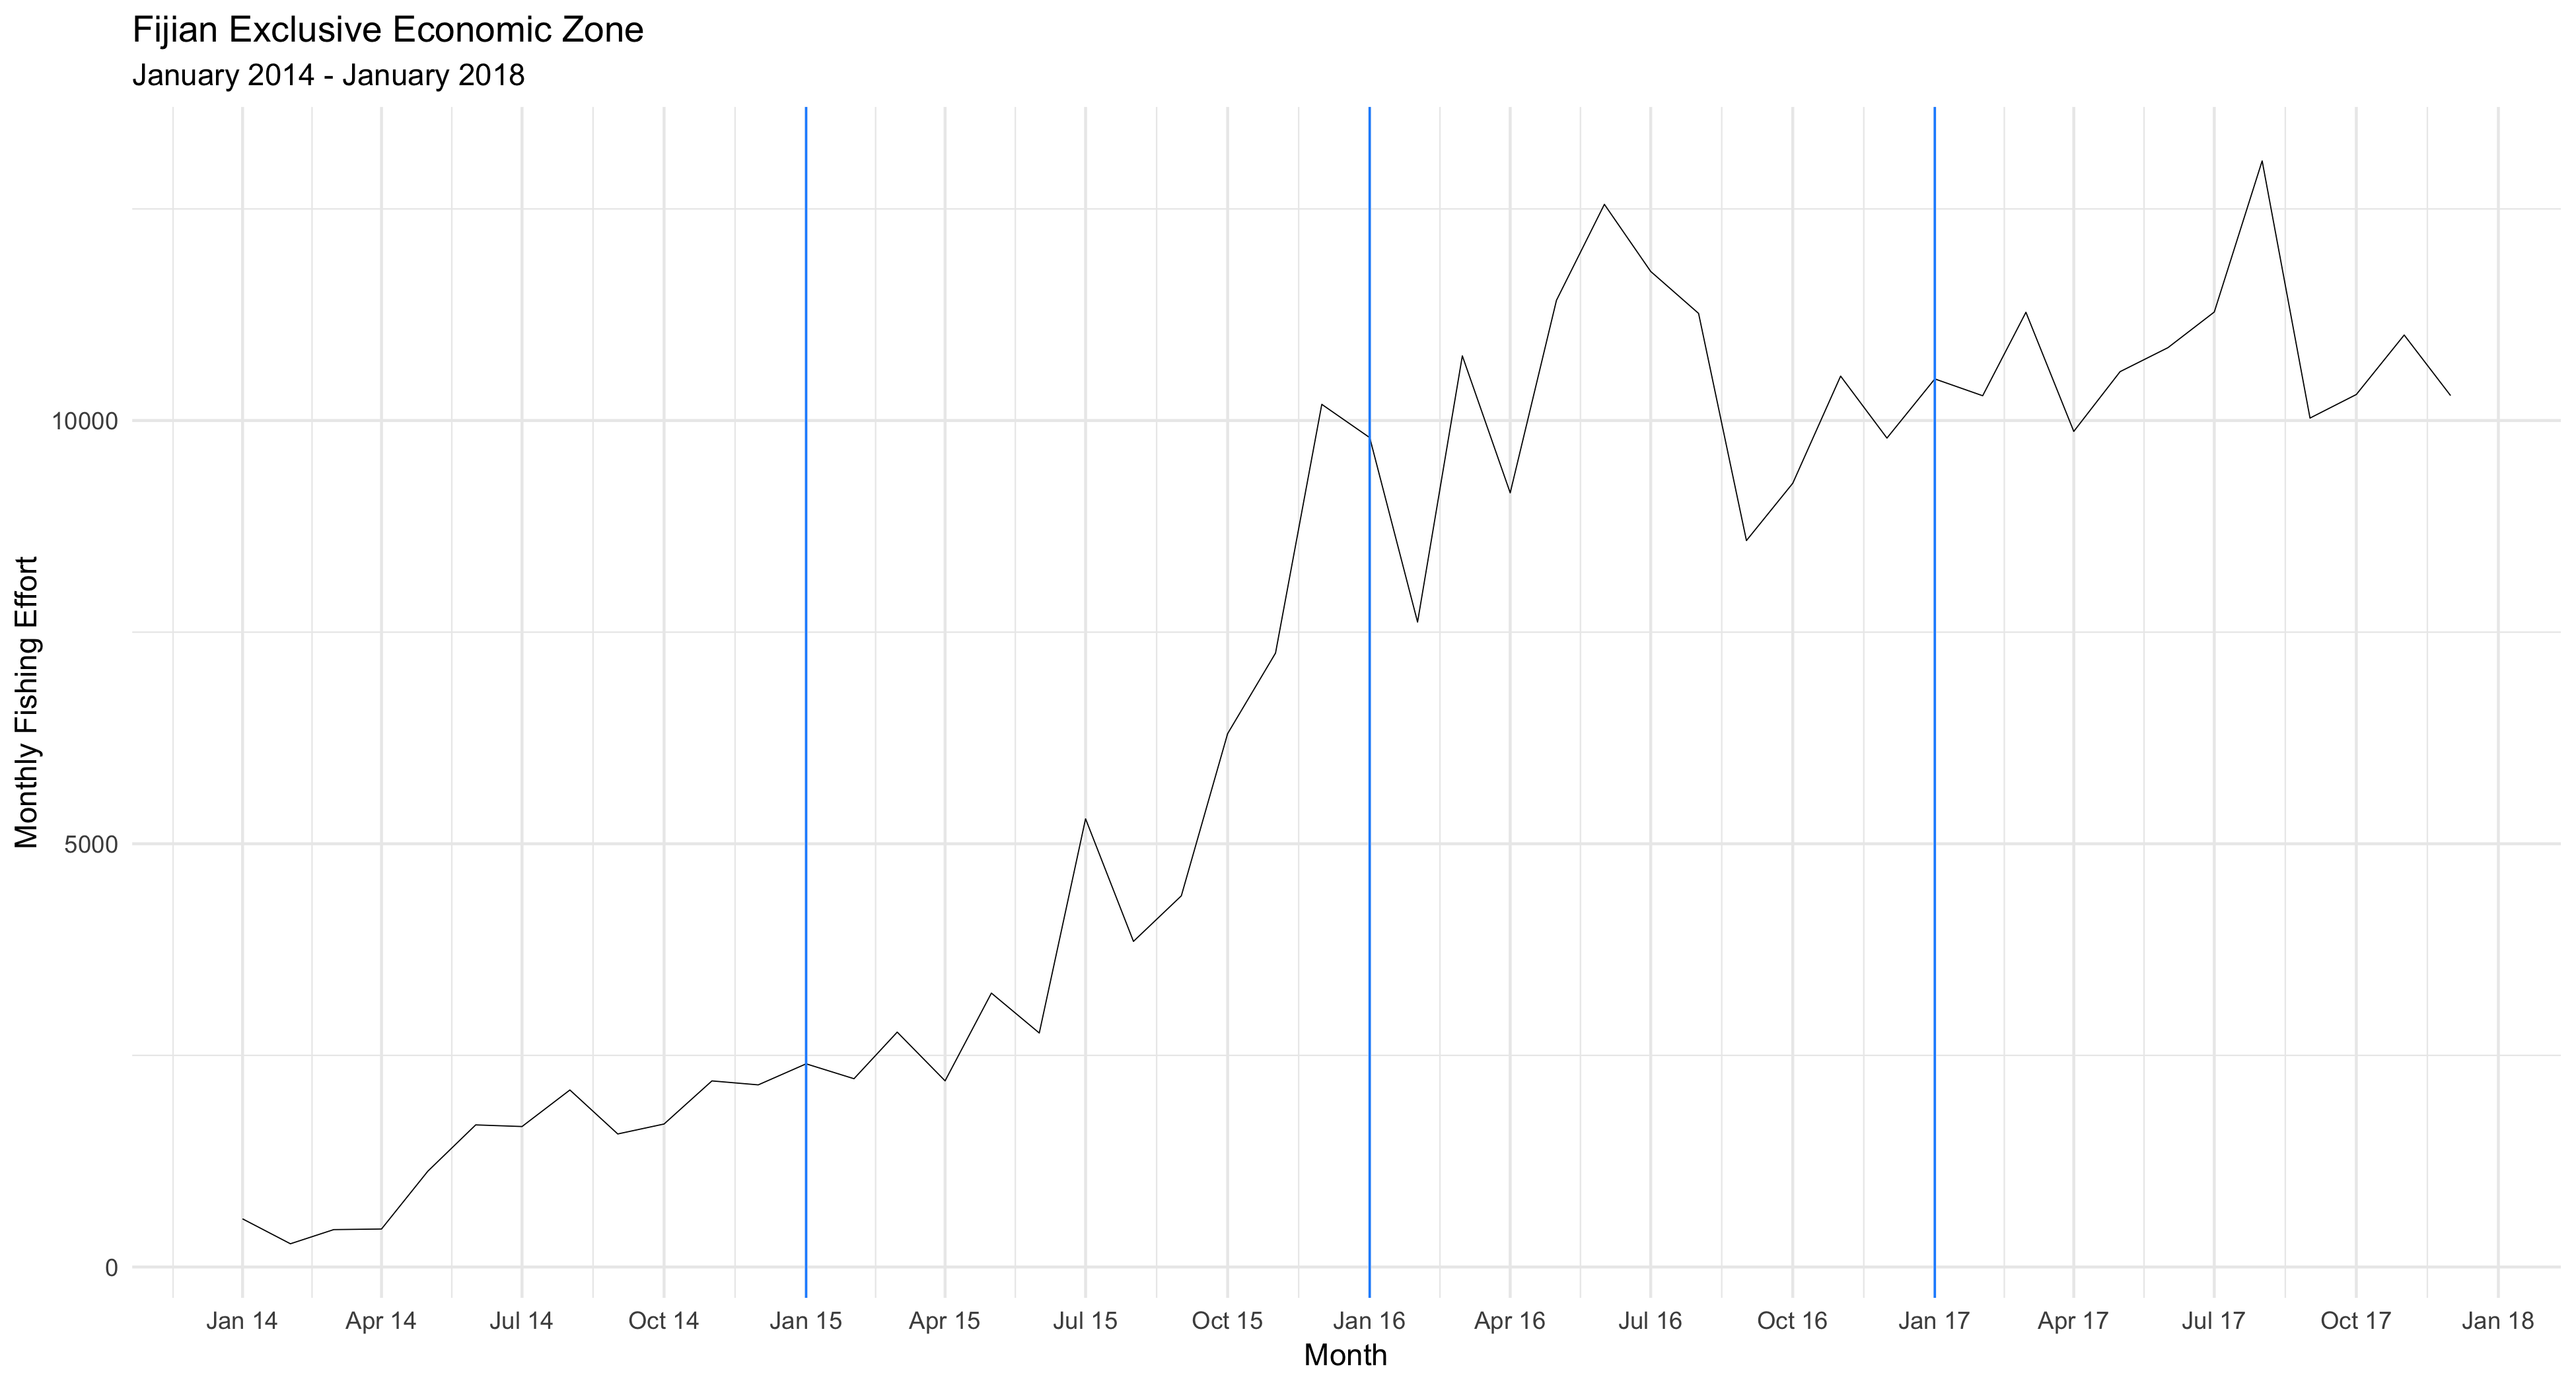 Fijian Exclusive Economic Zone
January 2014 - January 2018
Monthly Fishing Effort
10000
5000
0
Jan 14 Apr 14 Jul 14 Oct 14 Jan 15 Apr 15 Jul 15 Oct 15 Jan 16 Apr 16 Jul 16 Oct 16 Jan 17 Apr 17 Jul 17 Oct 17 Jan 18
Month